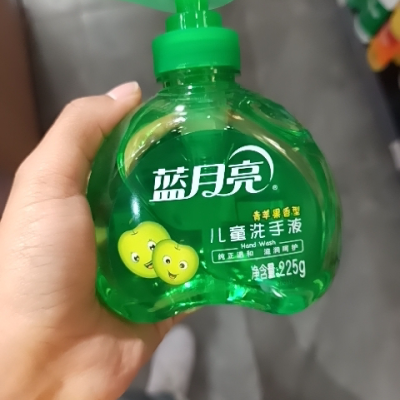 蓝月亮®
青苹果香型
儿童洗手液
Hand Wash
纯正温和 滋润呵护
净含量:225g